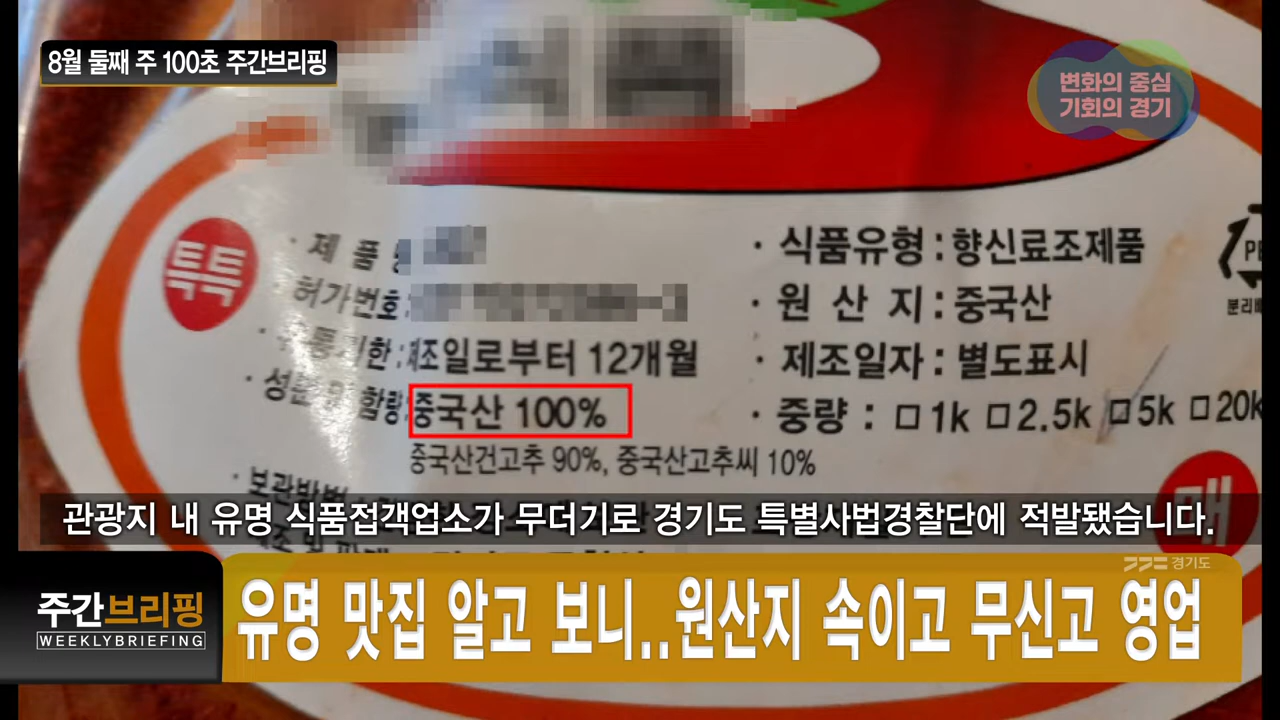 8월 둘째 주 100초 주간브리핑
변화의 중심
기회의 경기
특특
· 제 품
· 식품유형 : 향신료조제품
· 허가번호 :
· 원 산 지 : 중국산
제조일로부터 12개월
· 제조일자 : 별도표시
중국산 100%
· 중량 : □ 1k □ 2.5k □ 5k □ 20k
중국산건고추 90%, 중국산고추씨 10%
관광지 내 유명 식품접객업소가 무더기로 경기도 특별사법경찰단에 적발됐습니다.
경기도
주간브리핑
WEEKLYBRIEFING
유명 맛집 알고 보니..원산지 속이고 무신고 영업